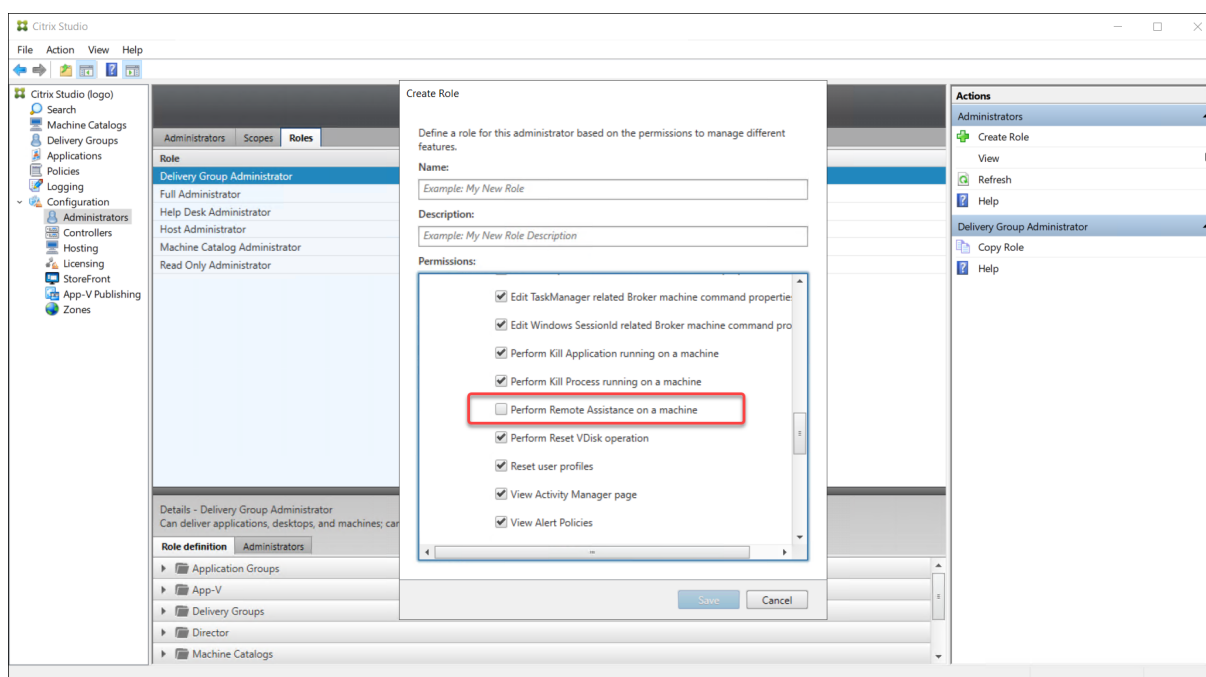 Citrix Studio
File Action View Help
Citrix Studio (logo)
Search
Machine Catalogs
Delivery Groups
Applications
Policies
Logging
Configuration
Administrators
Controllers
Hosting
Licensing
StoreFront
App-V Publishing
Zones
Administrators Scopes Roles
Role
Delivery Group Administrator
Full Administrator
Help Desk Administrator
Host Administrator
Machine Catalog Administrator
Read Only Administrator
Details - Delivery Group Administrator
Can deliver applications, desktops, and machines; car
Role definition Administrators
Application Groups
App-V
Delivery Groups
Director
Machine Catalogs
Create Role
Define a role for this administrator based on the permissions to manage different
features.
Name:
Example: My New Role
Description:
Example: My New Role Description
Permissions:
Edit TaskManager related Broker machine command propertie
Edit Windows SessionId related Broker machine command pro
Perform Kill Application running on a machine
Perform Kill Process running on a machine
Perform Remote Assistance on a machine
Perform Reset VDisk operation
Reset user profiles
View Activity Manager page
View Alert Policies
Save Cancel
Actions
Administrators
Create Role
View
Refresh
Help
Delivery Group Administrator
Copy Role
Help